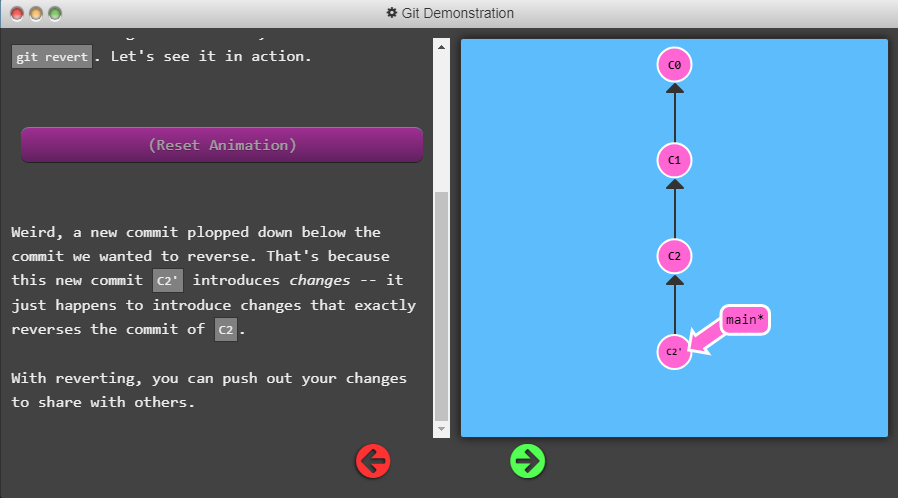 Git Demonstration
git revert. Let's see it in action.
(Reset Animation)
Weird, a new commit plopped down below the
commit we wanted to reverse. That's because
this new commit C2' introduces changes -- it
just happens to introduce changes that exactly
reverses the commit of C2.
With reverting, you can push out your changes
to share with others.
C0
C1
C2
main*
C2'